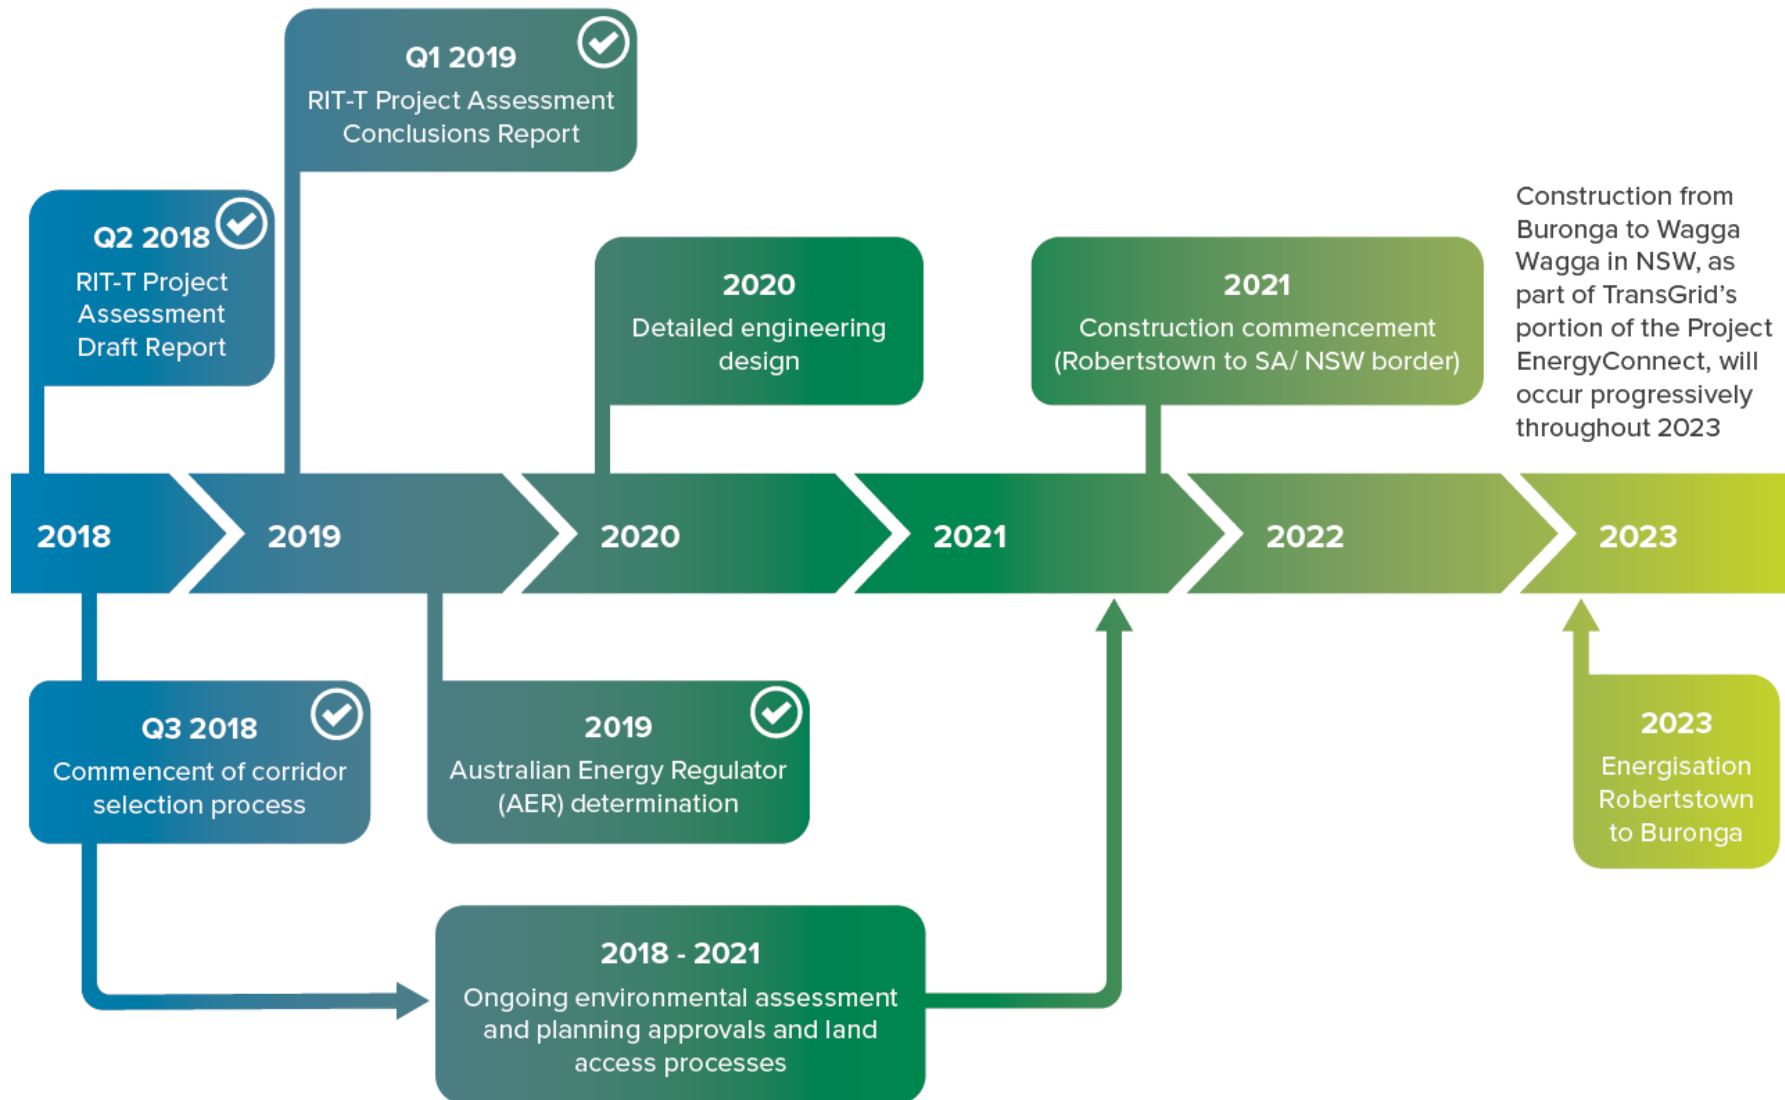 Q1 2019
RIT-T Project Assessment
Conclusions Report
Q2 2018
RIT-T Project
Assessment
Draft Report
2020
Detailed engineering
design
2021
Construction commencement
(Robertstown to SA/ NSW border)
Construction from
Buronga to Wagga
Wagga in NSW, as
part of TransGrid’s
portion of the Project
EnergyConnect, will
occur progressively
throughout 2023
2018
2019
2020
2021
2022
2023
Q3 2018
Commencent of corridor
selection process
2019
Australian Energy Regulator
(AER) determination
2023
Energisation
Robertstown
to Buronga
2018 - 2021
Ongoing environmental assessment
and planning approvals and land
access processes